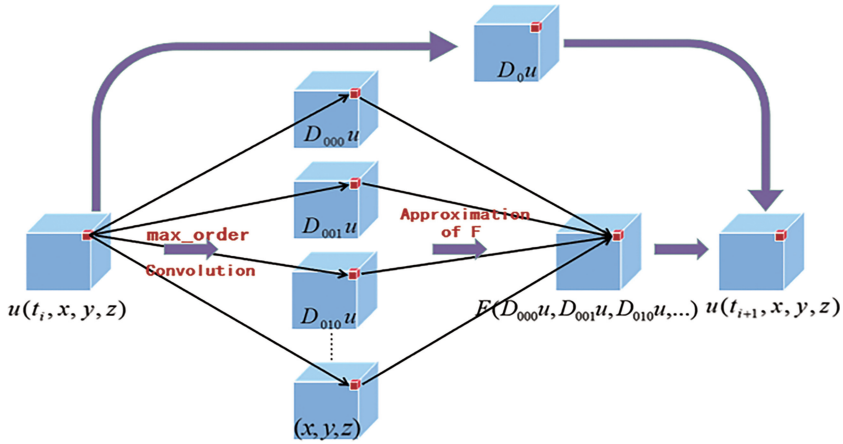 D₀u
D₀₀₀u
D₀₀₁u
max_order
Convolution
Approximation
of F
D₀₁₀u
u(tᵢ, x, y, z)
F(D₀₀₀u, D₀₀₁u, D₀₁₀u,...)
u(tᵢ₊₁, x, y, z)
(x, y, z)